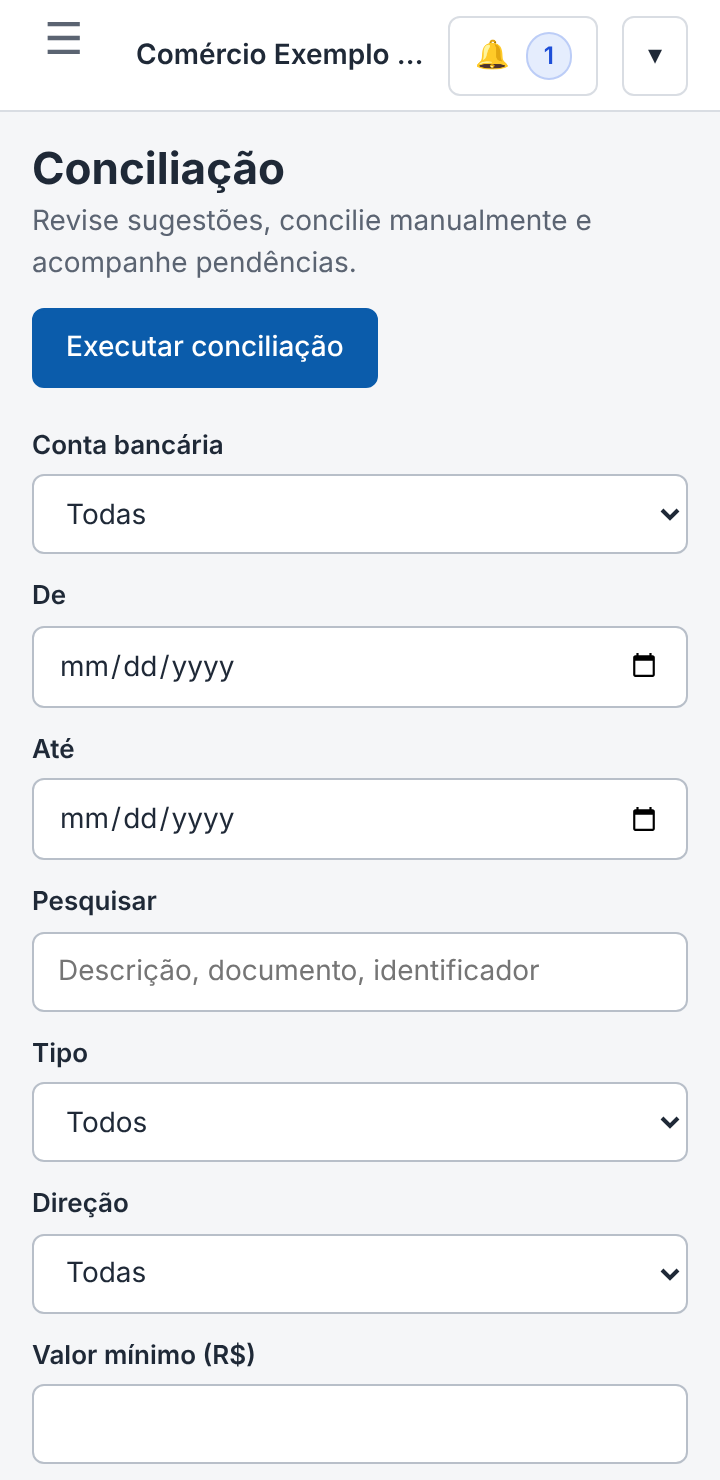 Comércio Exemplo ...
1
Conciliação
Revise sugestões, concilie manualmente e
acompanhe pendências.
Executar conciliação
Conta bancária
Todas
De
mm/dd/yyyy
Até
mm/dd/yyyy
Pesquisar
Descrição, documento, identificador
Tipo
Todos
Direção
Todas
Valor mínimo (R$)